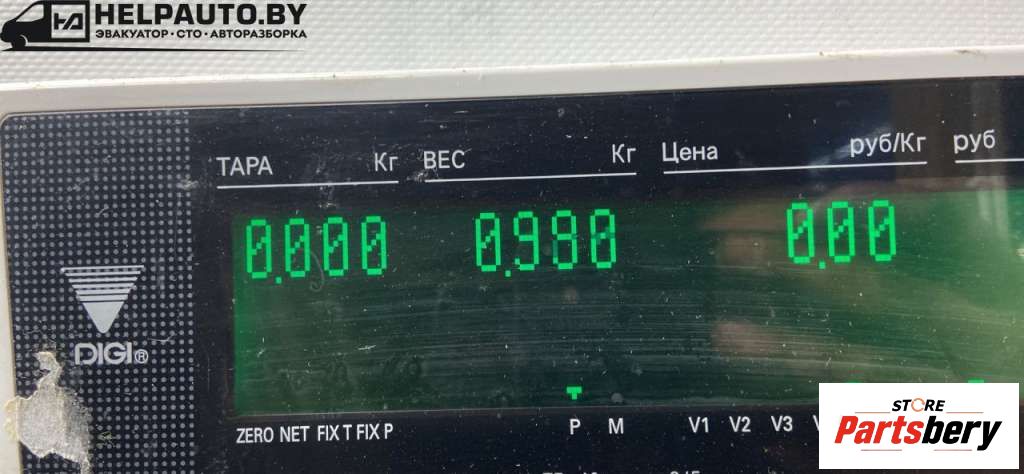 HELPAUTO.BY
ЭВАКУАТОР · СТО · АВТОРАЗБОРКА
ТАРА Кг ВЕС Кг Цена руб/Кг руб
0.000 0.990 0.00
DIGI®
ZERO NET FIX T FIX P P M V1 V2 V3
STORE
Partsbery